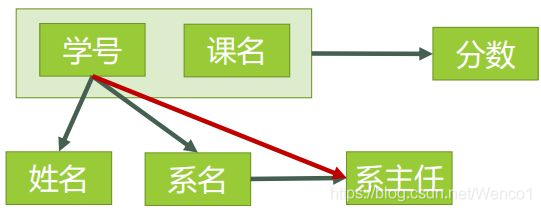 学号
课名
分数
姓名
系名
系主任
https://blog.csdn.net/Wenco1